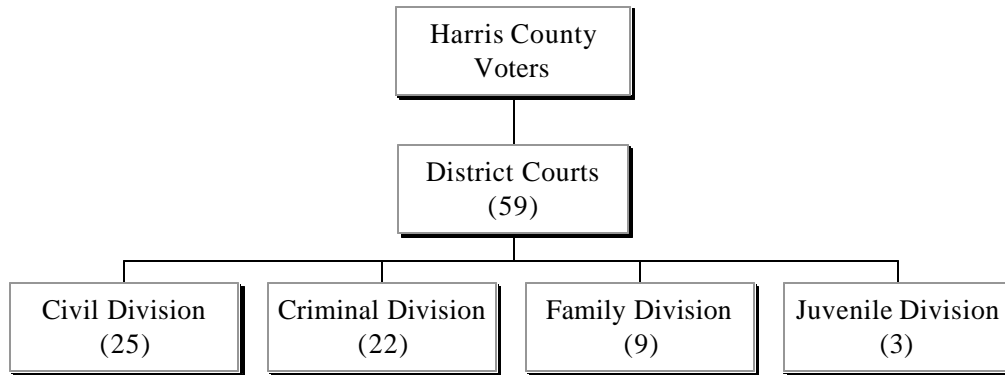 Harris County
Voters
District Courts
(59)
Civil Division
(25)
Criminal Division
(22)
Family Division
(9)
Juvenile Division
(3)